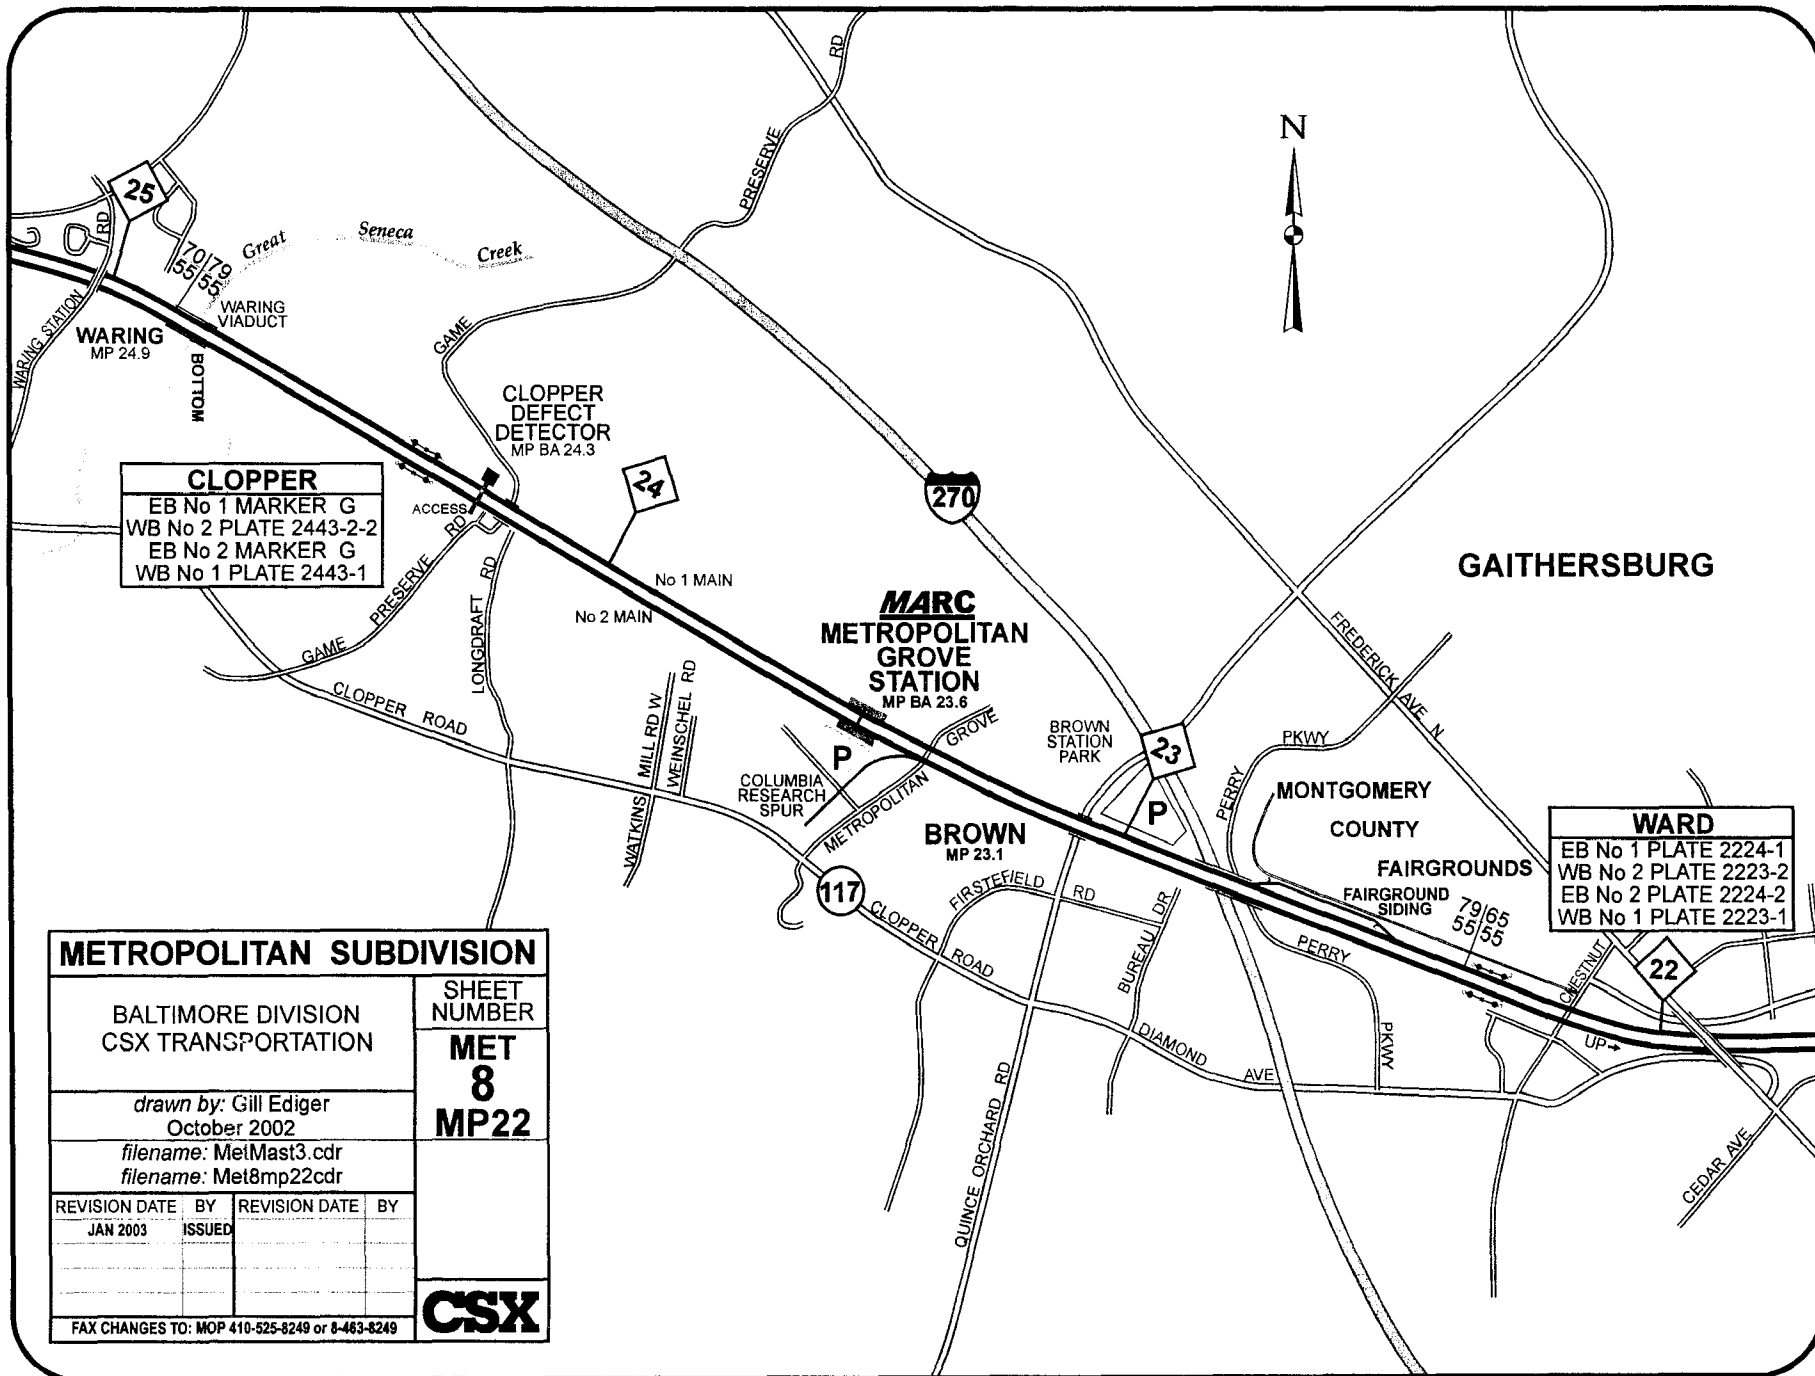 N
RD
PRESERVE
25
RD
Great Seneca Creek
70/79
55/55
WARING
VIADUCT
WARING STATION
WARING
MP 24.9
BOTTOM
GAME
CLOPPER
DEFECT
DETECTOR
MP BA 24.3
24
270
CLOPPER
EB No 1 MARKER G
WB No 2 PLATE 2443-2-2
EB No 2 MARKER G
WB No 1 PLATE 2443-1
ACCESS
RD
PRESERVE
GAME
LONGDRAFT RD
No 1 MAIN
No 2 MAIN
GAITHERSBURG
MARC
METROPOLITAN
GROVE
STATION
MP BA 23.6
FREDERICK AVE N
CLOPPER ROAD
WATKINS MILL RD W
WEINSCHEL RD
P
COLUMBIA
RESEARCH
SPUR
METROPOLITAN GROVE
BROWN
STATION
PARK
23
P
PERRY PKWY
MONTGOMERY
COUNTY
FAIRGROUNDS
FAIRGROUND
SIDING
79/65
55/55
BROWN
MP 23.1
WARD
EB No 1 PLATE 2224-1
WB No 2 PLATE 2223-2
EB No 2 PLATE 2224-2
WB No 1 PLATE 2223-1
117
FIRSTEFIELD RD
BUREAU DR
CLOPPER ROAD
PERRY PKWY
CHESTNUT
22
UP→
DIAMOND AVE
QUINCE ORCHARD RD
CEDAR AVE
METROPOLITAN SUBDIVISION
BALTIMORE DIVISION
CSX TRANSPORTATION
SHEET
NUMBER
MET
8
MP22
drawn by: Gill Ediger
October 2002
filename: MetMast3.cdr
filename: Met8mp22cdr
REVISION DATE BY REVISION DATE BY
JAN 2003 ISSUED
FAX CHANGES TO: MOP 410-525-8249 or 8-463-8249
CSX